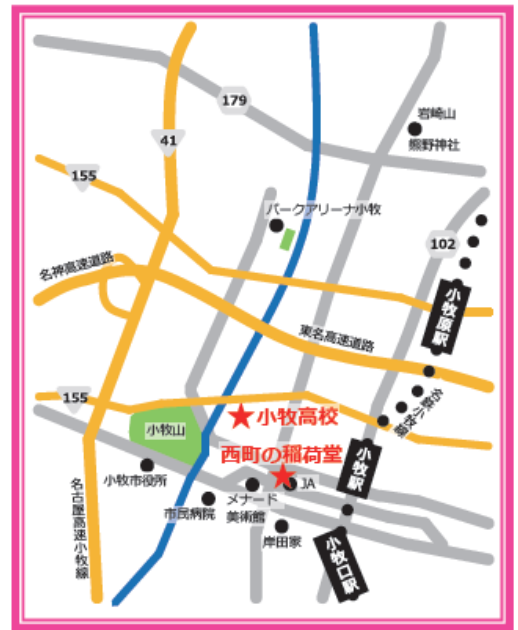 179
岩崎山
熊野神社
41
155
パークアリーナ小牧
102
名神高速道路
小牧原駅
東名高速道路
155
名鉄小牧線
小牧高校
小牧山
西町の稲荷堂
小牧駅
小牧市役所
JA
メナード
美術館
市民病院
名古屋高速小牧線
岸田家
小牧口駅